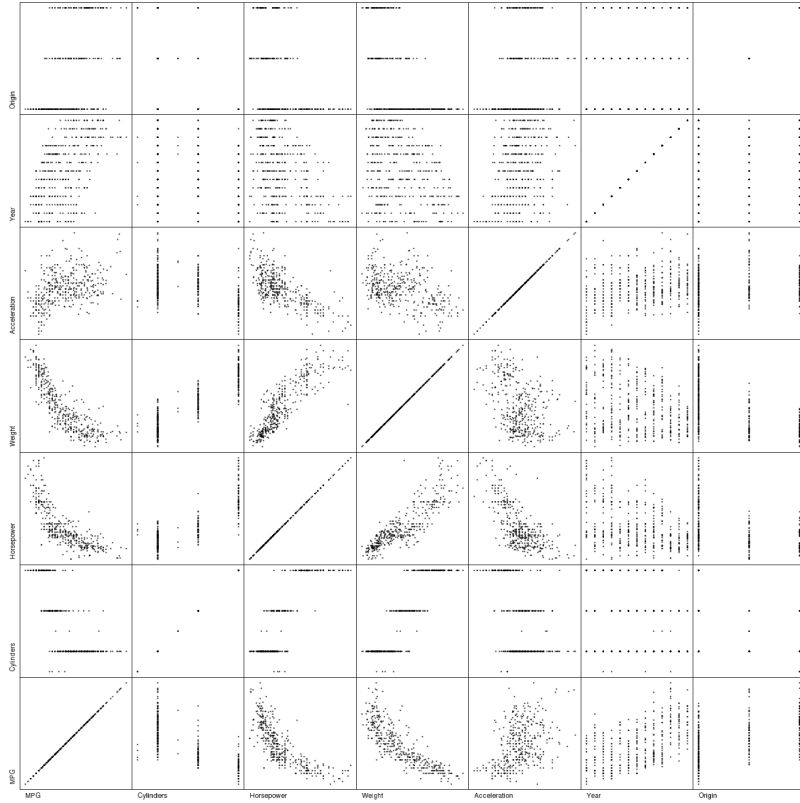 Origin
Year
Acceleration
Weight
Horsepower
Cylinders
MPG
MPG Cylinders Horsepower Weight Acceleration Year Origin